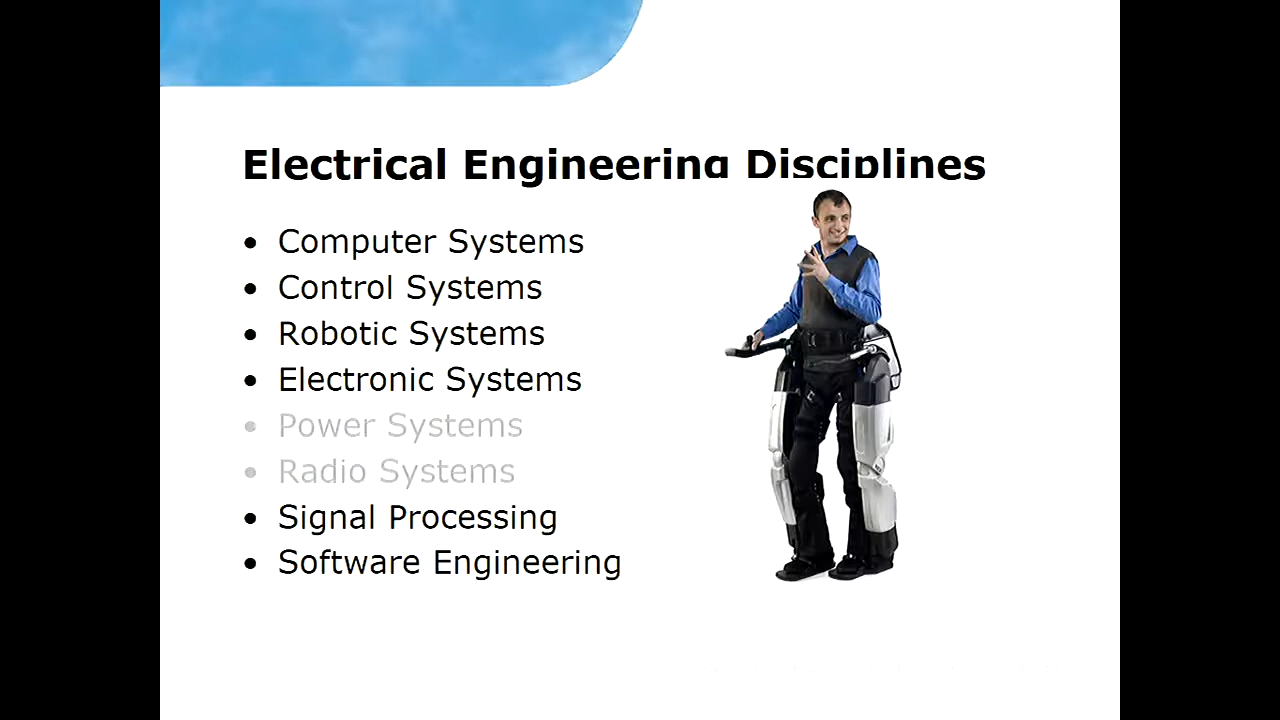 Electrical Engineering Disciplines
• Computer Systems
• Control Systems
• Robotic Systems
• Electronic Systems
• Power Systems
• Radio Systems
• Signal Processing
• Software Engineering